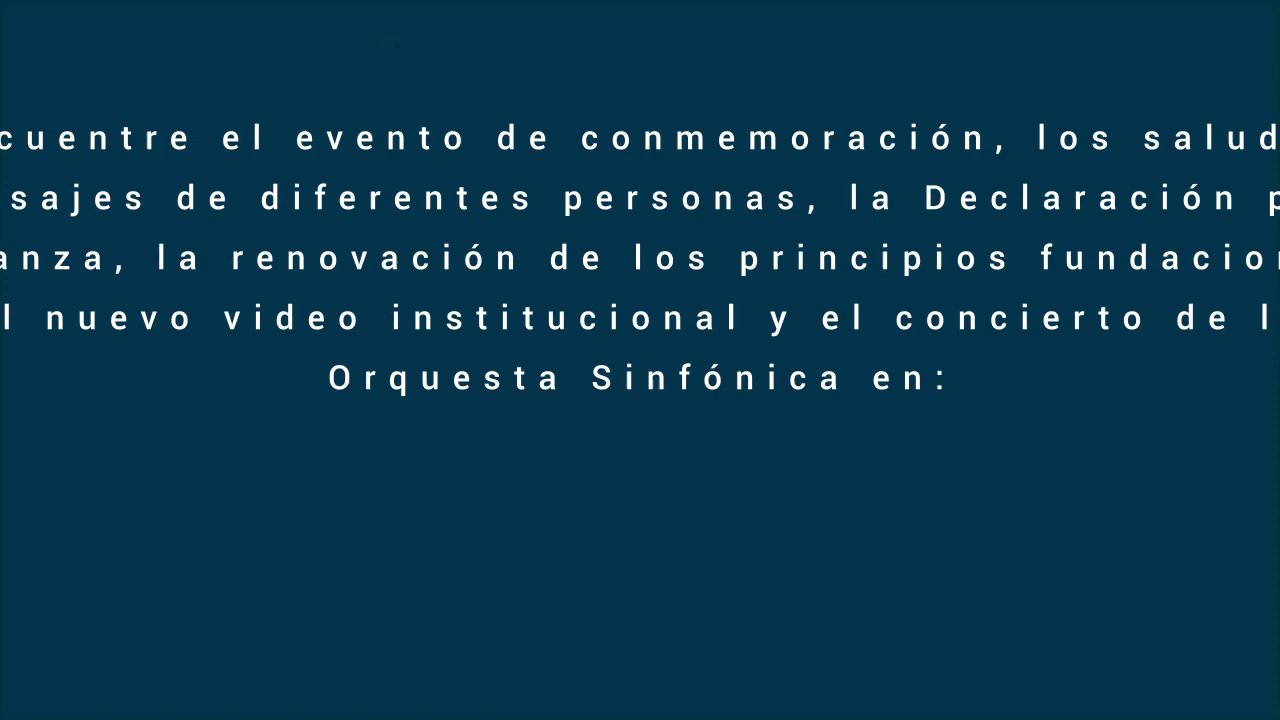 cuentre el evento de conmemoración, los salud
sajes de diferentes personas, la Declaración p
anza, la renovación de los principios fundacion
l nuevo video institucional y el concierto de l
Orquesta Sinfónica en: